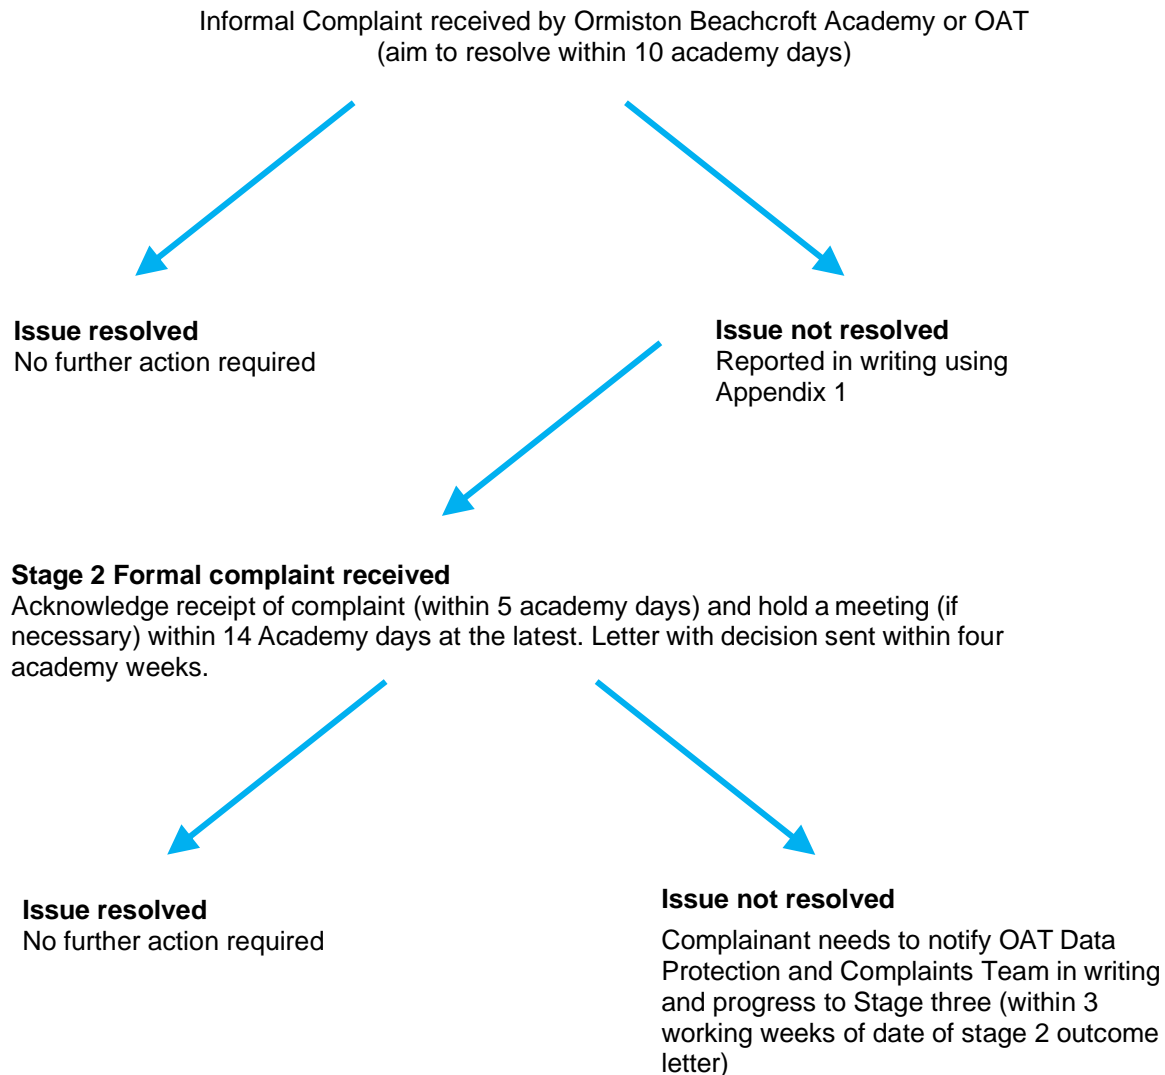 Informal Complaint received by Ormiston Beachcroft Academy or OAT
(aim to resolve within 10 academy days)
Issue resolved
No further action required
Issue not resolved
Reported in writing using
Appendix 1
Stage 2 Formal complaint received
Acknowledge receipt of complaint (within 5 academy days) and hold a meeting (if
necessary) within 14 Academy days at the latest. Letter with decision sent within four
academy weeks.
Issue resolved
No further action required
Issue not resolved
Complainant needs to notify OAT Data
Protection and Complaints Team in writing
and progress to Stage three (within 3
working weeks of date of stage 2 outcome
letter)